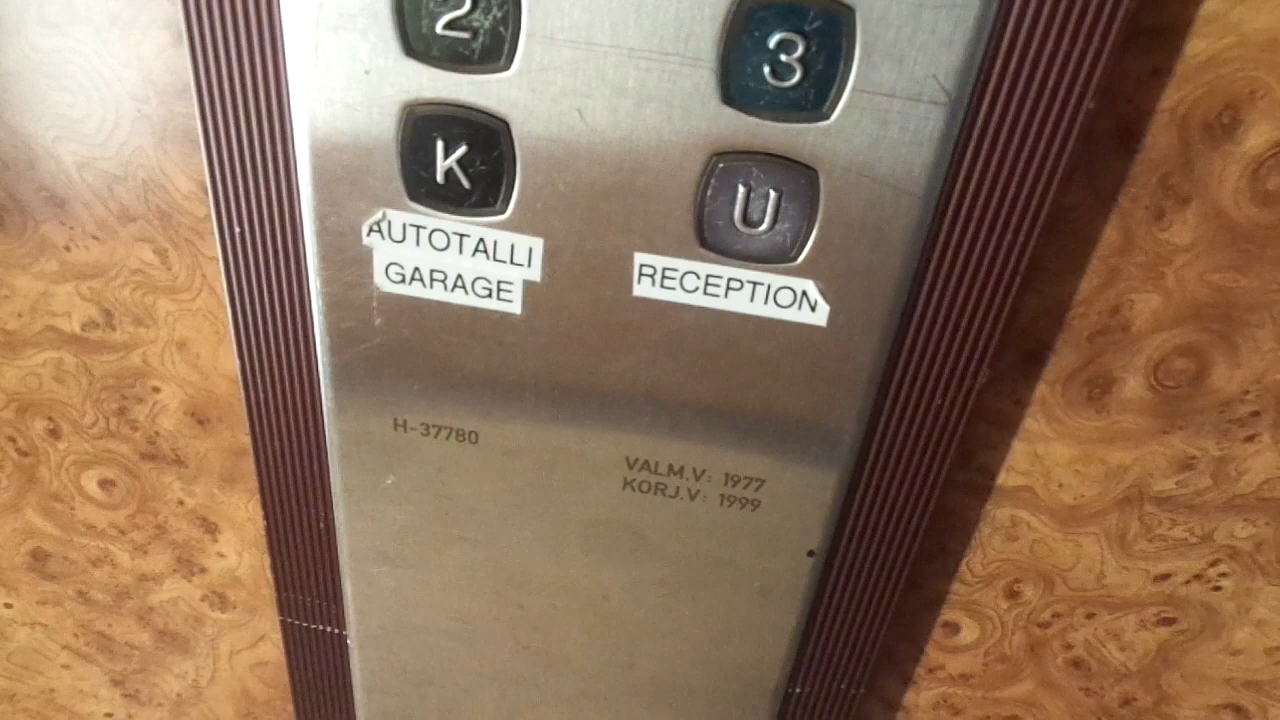 2 3
K U
AUTOTALLI
GARAGE
RECEPTION
H-37780
VALM.V: 1977
KORJ.V: 1999